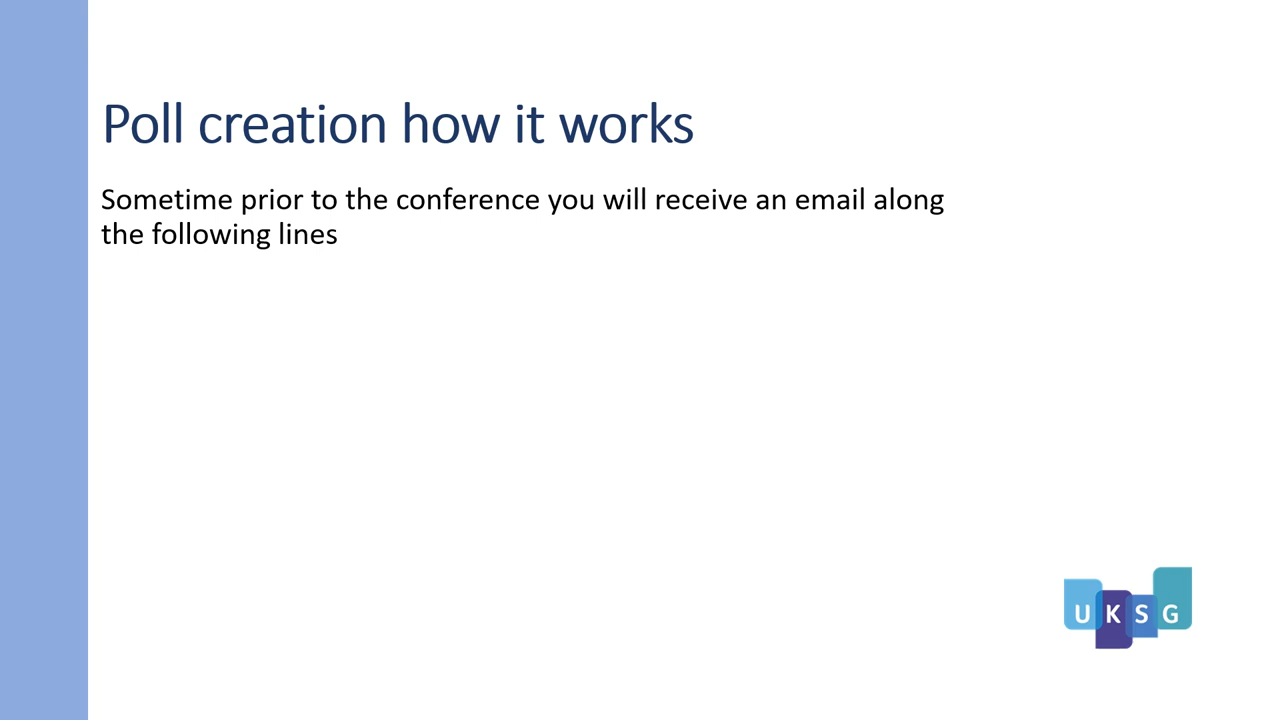 Poll creation how it works
Sometime prior to the conference you will receive an email along
the following lines
UKSG